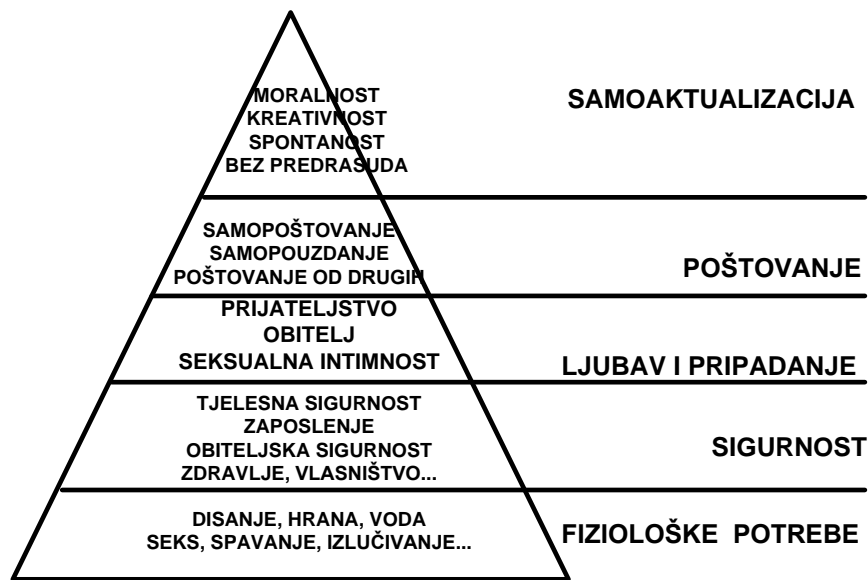 MORALNOST
KREATIVNOST
SPONTANOST
BEZ PREDRASUDA
SAMOAKTUALIZACIJA
SAMOPOŠTOVANJE
SAMOPOUZDANJE
POŠTOVANJE OD DRUGIH
POŠTOVANJE
PRIJATELJSTVO
OBITELJ
SEKSUALNA INTIMNOST
LJUBAV I PRIPADANJE
TJELESNA SIGURNOST
ZAPOSLENJE
OBITELJSKA SIGURNOST
ZDRAVLJE, VLASNIŠTVO...
SIGURNOST
DISANJE, HRANA, VODA
SEKS, SPAVANJE, IZLUČIVANJE...
FIZIOLOŠKE POTREBE